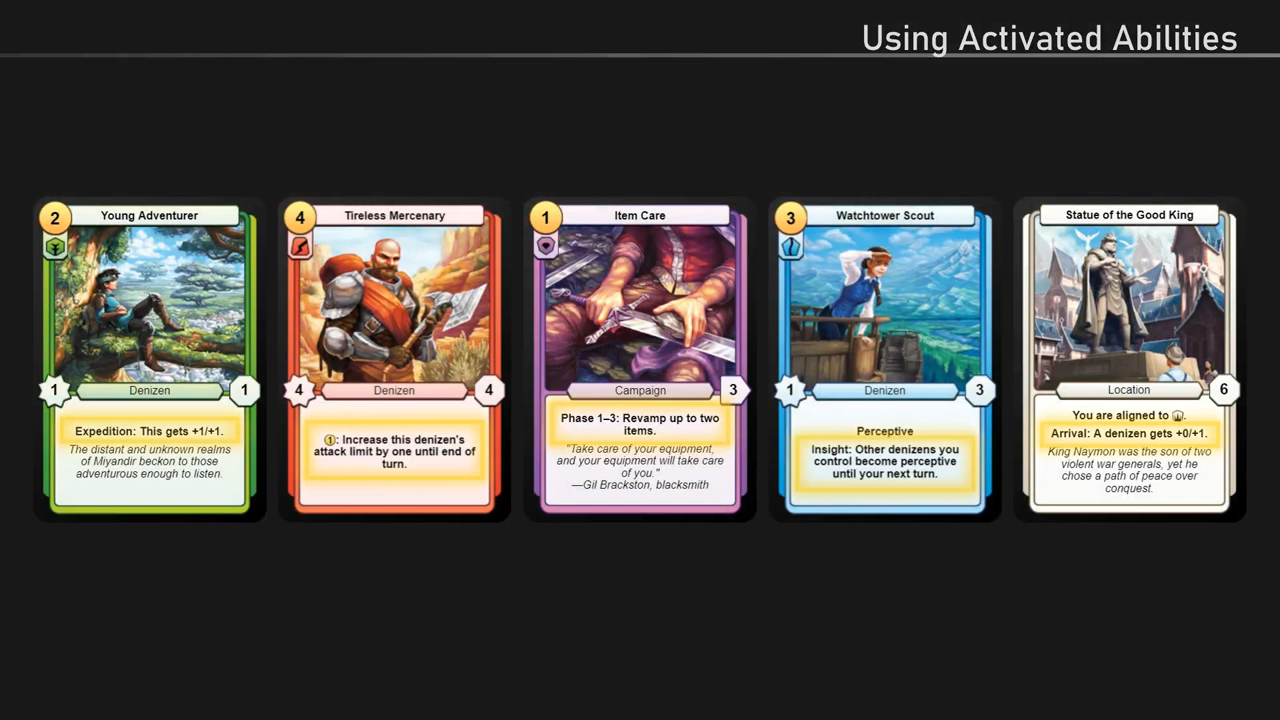 Using Activated Abilities
2
Young Adventurer
1
Denizen
1
Expedition: This gets +1/+1.
The distant and unknown realms
of Miyandir beckon to those
adventurous enough to listen.
4
Tireless Mercenary
4
Denizen
4
1: Increase this denizen's
attack limit by one until end of
turn.
1
Item Care
Campaign
3
Phase 1–3: Revamp up to two
items.
"Take care of your equipment,
and your equipment will take care
of you."
—Gil Brackston, blacksmith
3
Watchtower Scout
1
Denizen
3
Perceptive
Insight: Other denizens you
control become perceptive
until your next turn.
Statue of the Good King
Location
6
You are aligned to .
Arrival: A denizen gets +0/+1.
King Naymon was the son of two
violent war generals, yet he
chose a path of peace over
conquest.